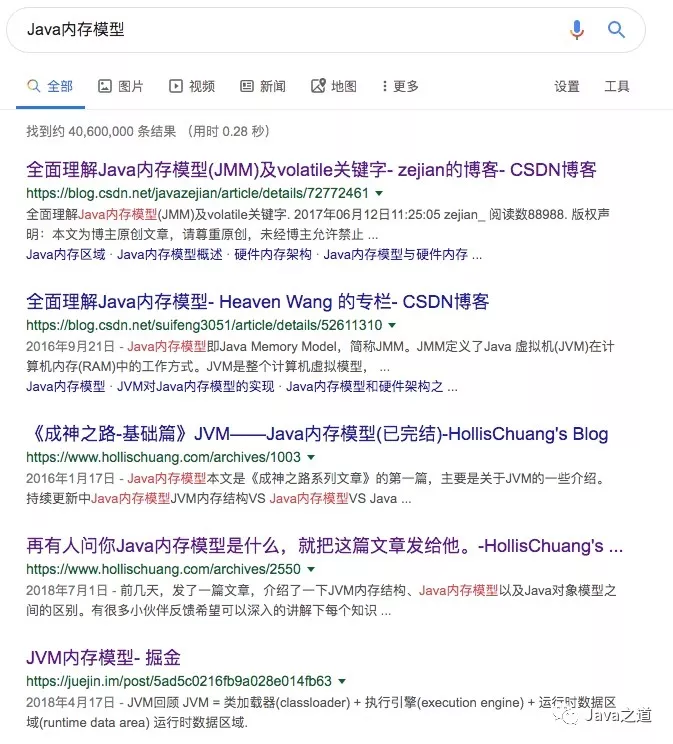 Java内存模型
全部 图片 视频 新闻 地图 更多 设置 工具
找到约 40,600,000 条结果 （用时 0.28 秒）
全面理解Java内存模型(JMM)及volatile关键字- zejian的博客- CSDN博客
https://blog.csdn.net/javazejian/article/details/72772461
全面理解Java内存模型(JMM)及volatile关键字. 2017年06月12日11:25:05 zejian_ 阅读数88988. 版权声
明：本文为博主原创文章，请尊重原创，未经博主允许禁止 ...
Java内存区域 · Java内存模型概述 · 硬件内存架构 · Java内存模型与硬件内存 ...
全面理解Java内存模型- Heaven Wang 的专栏- CSDN博客
https://blog.csdn.net/suifeng3051/article/details/52611310
2016年9月21日 - Java内存模型即Java Memory Model，简称JMM。JMM定义了Java 虚拟机(JVM)在计
算机内存(RAM)中的工作方式。JVM是整个计算机虚拟模型， ...
Java内存模型 · JVM对Java内存模型的实现 · Java内存模型和硬件架构之 ...
《成神之路-基础篇》JVM——Java内存模型(已完结)-HollisChuang's Blog
https://www.hollischuang.com/archives/1003
2016年1月17日 - Java内存模型本文是《成神之路系列文章》的第一篇，主要是关于JVM的一些介绍。
持续更新中Java内存模型JVM内存结构VS Java内存模型VS Java ...
再有人问你Java内存模型是什么，就把这篇文章发给他。-HollisChuang's ...
https://www.hollischuang.com/archives/2550
2018年7月1日 - 前几天，发了一篇文章，介绍了一下JVM内存结构、Java内存模型以及Java对象模型之
间的区别。有很多小伙伴反馈希望可以深入的讲解下每个知识 ...
JVM内存模型- 掘金
https://juejin.im/post/5ad5c0216fb9a028e014fb63
2018年4月17日 - JVM回顾 JVM = 类加载器(classloader) + 执行引擎(execution engine) + 运行时数据区
域(runtime data area) 运行时数据区域.
Java之道